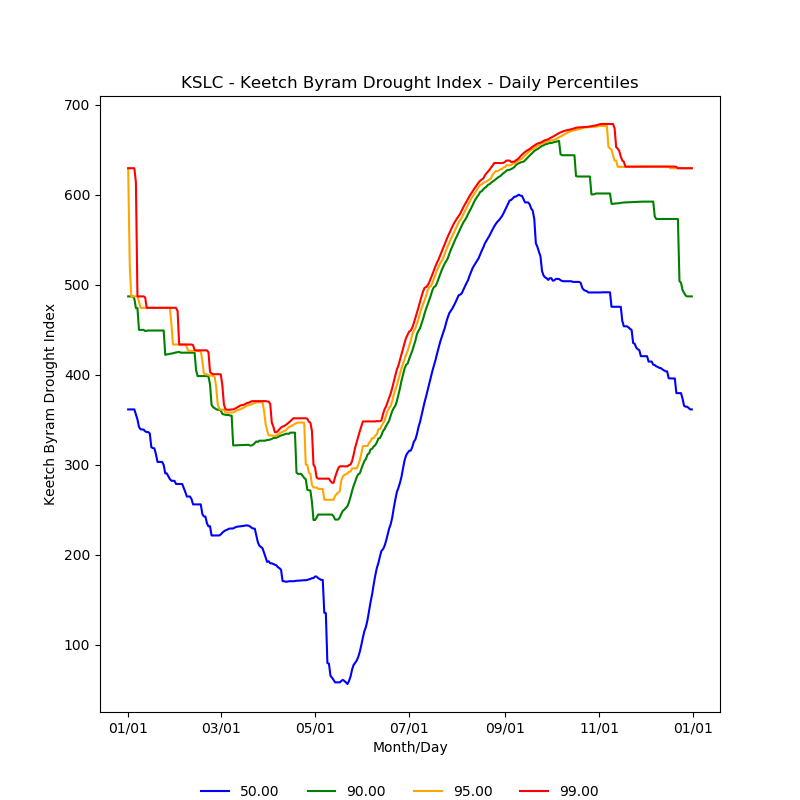 KSLC - Keetch Byram Drought Index - Daily Percentiles
700
600
500
400
300
200
100
Keetch Byram Drought Index
01/01 03/01 05/01 07/01 09/01 11/01 01/01
Month/Day
50.00 90.00 95.00 99.00